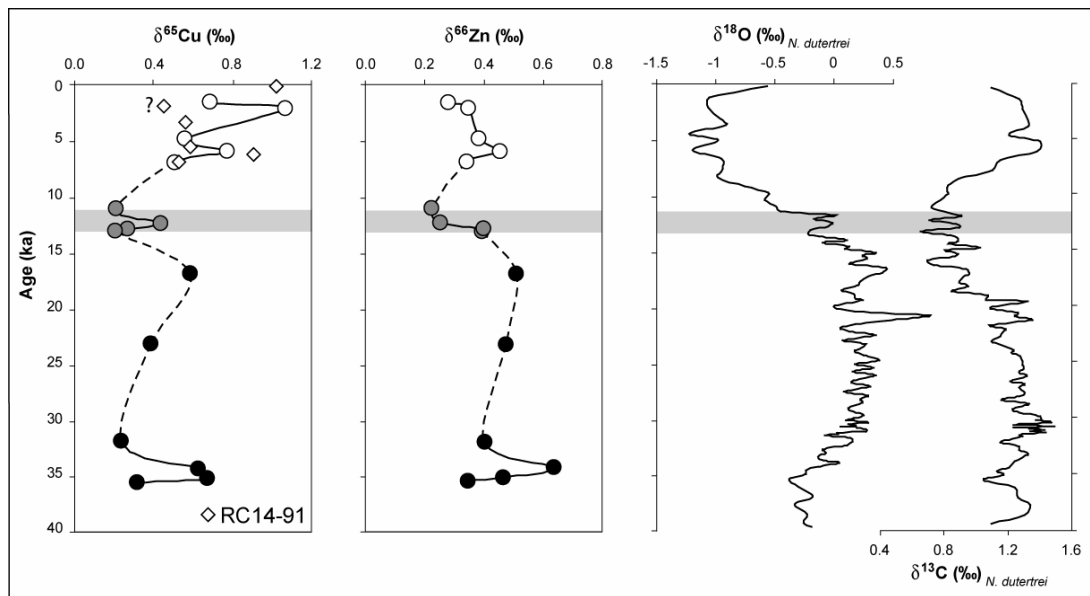 δ⁶⁵Cu (‰)
0.0 0.4 0.8 1.2
δ⁶⁶Zn (‰)
0.0 0.2 0.4 0.6 0.8
δ¹⁸O (‰) N. dutertrei
-1.5 -1 -0.5 0 0.5
Age (ka)
0
5
10
15
20
25
30
35
40
?
RC14-91
0.4 0.8 1.2 1.6
δ¹³C (‰) N. dutertrei